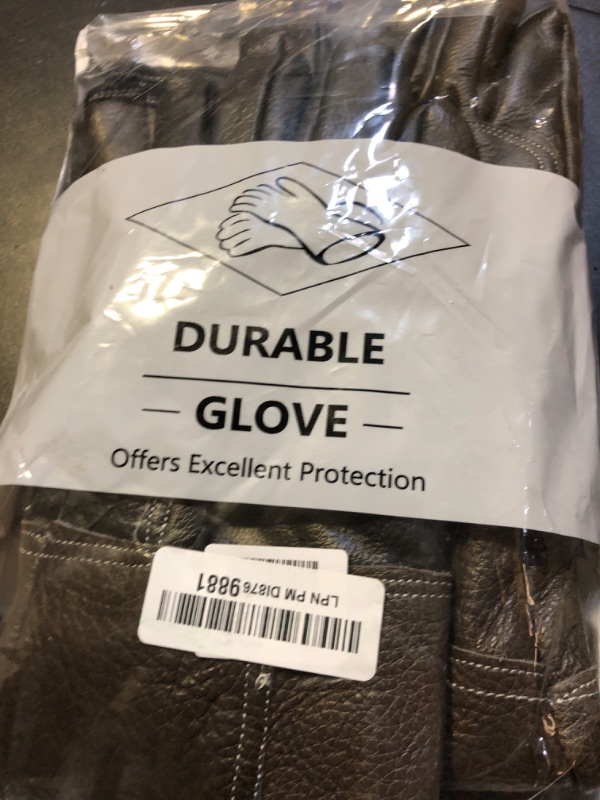 DURABLE
— GLOVE —
Offers Excellent Protection
LPN PM DI876 9881